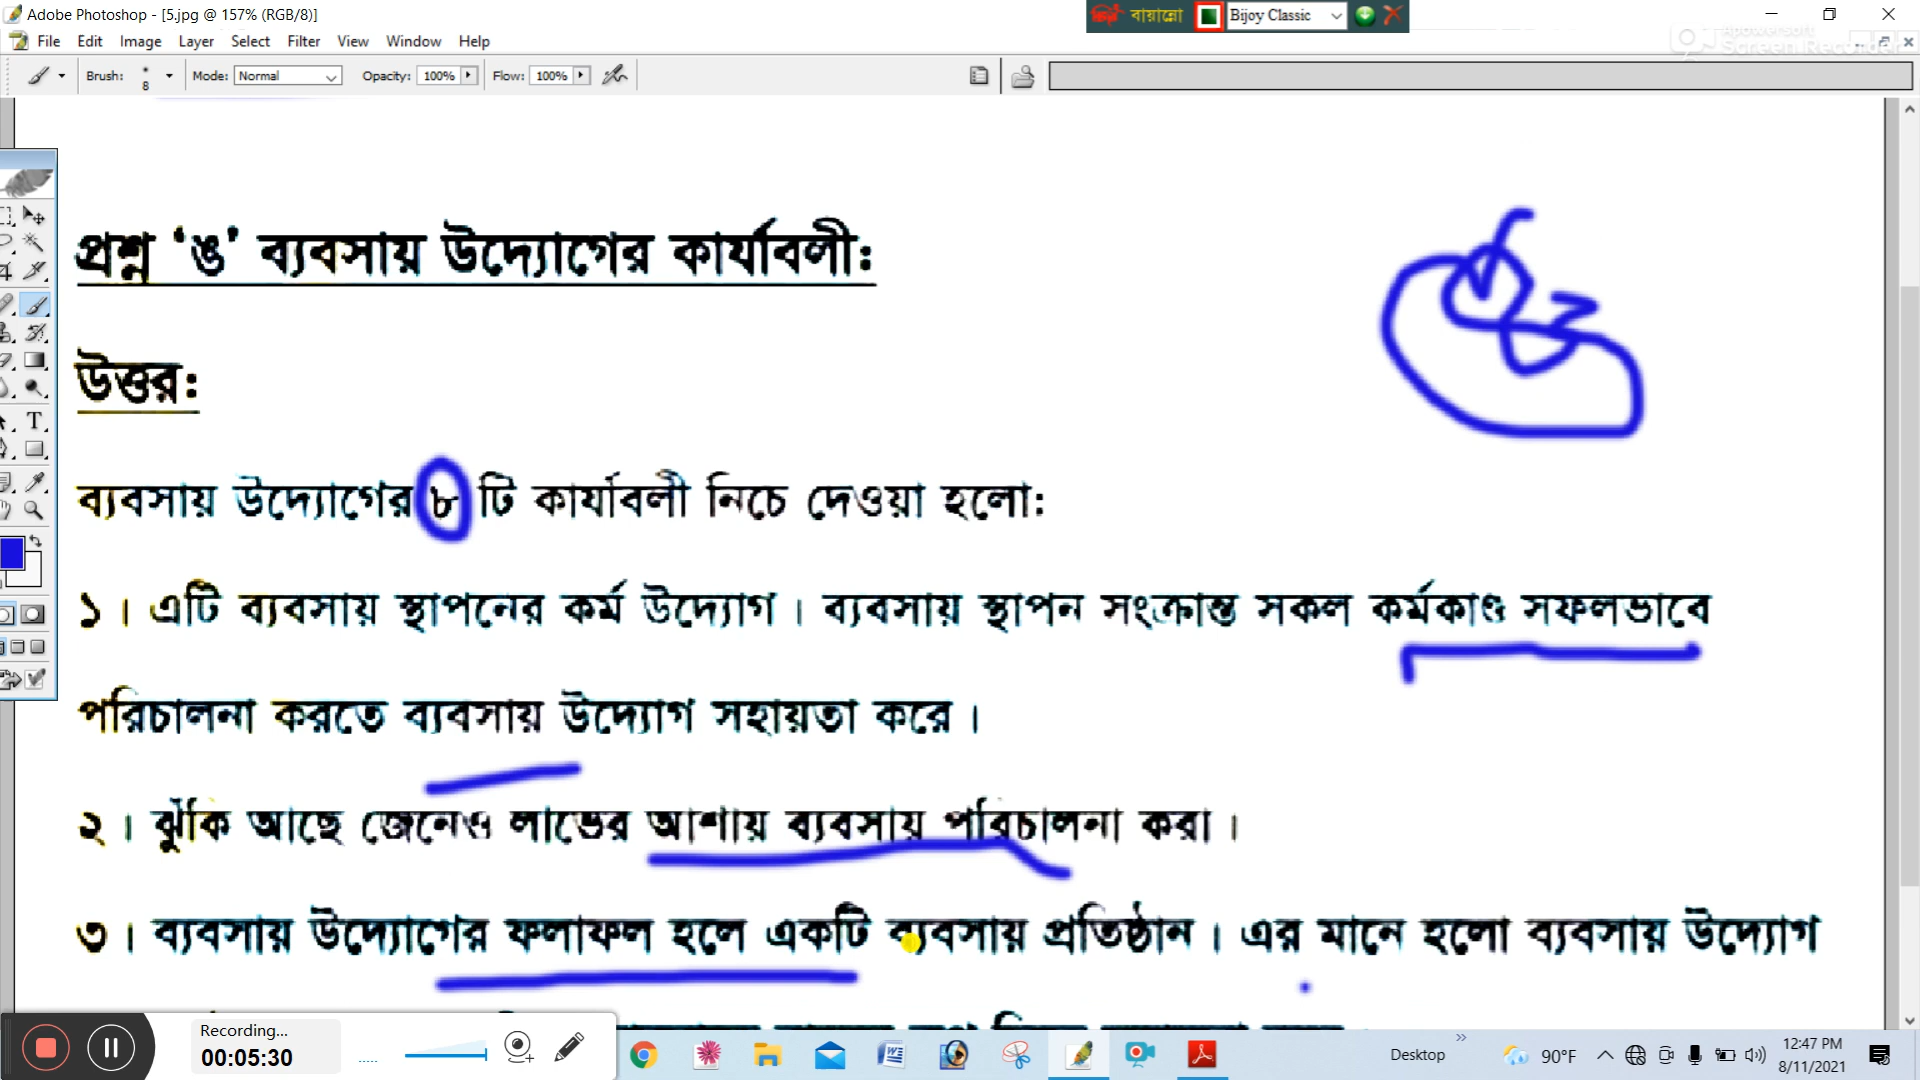 Adobe Photoshop - [5.jpg @ 157% (RGB/8)]
বায়ান্নো Bijoy Classic
File Edit Image Layer Select Filter View Window Help
Apowersoft
Screen Recorder
Brush: 8 Mode: Normal Opacity: 100% Flow: 100%
প্রশ্ন ‘ঙ’ ব্যবসায় উদ্যোগের কার্যাবলী:
উত্তর:
ব্যবসায় উদ্যোগের ৮ টি কার্যাবলী নিচে দেওয়া হলো:
১। এটি ব্যবসায় স্থাপনের কর্ম উদ্যোগ। ব্যবসায় স্থাপন সংক্রান্ত সকল কর্মকাণ্ড সফলভাবে
পরিচালনা করতে ব্যবসায় উদ্যোগ সহায়তা করে।
২। ঝুঁকি আছে জেনেও লাভের আশায় ব্যবসায় পরিচালনা করা।
৩। ব্যবসায় উদ্যোগের ফলাফল হলে একটি ব্যবসায় প্রতিষ্ঠান। এর মানে হলো ব্যবসায় উদ্যোগ
Recording...
00:05:30
Desktop
90°F
12:47 PM
8/11/2021